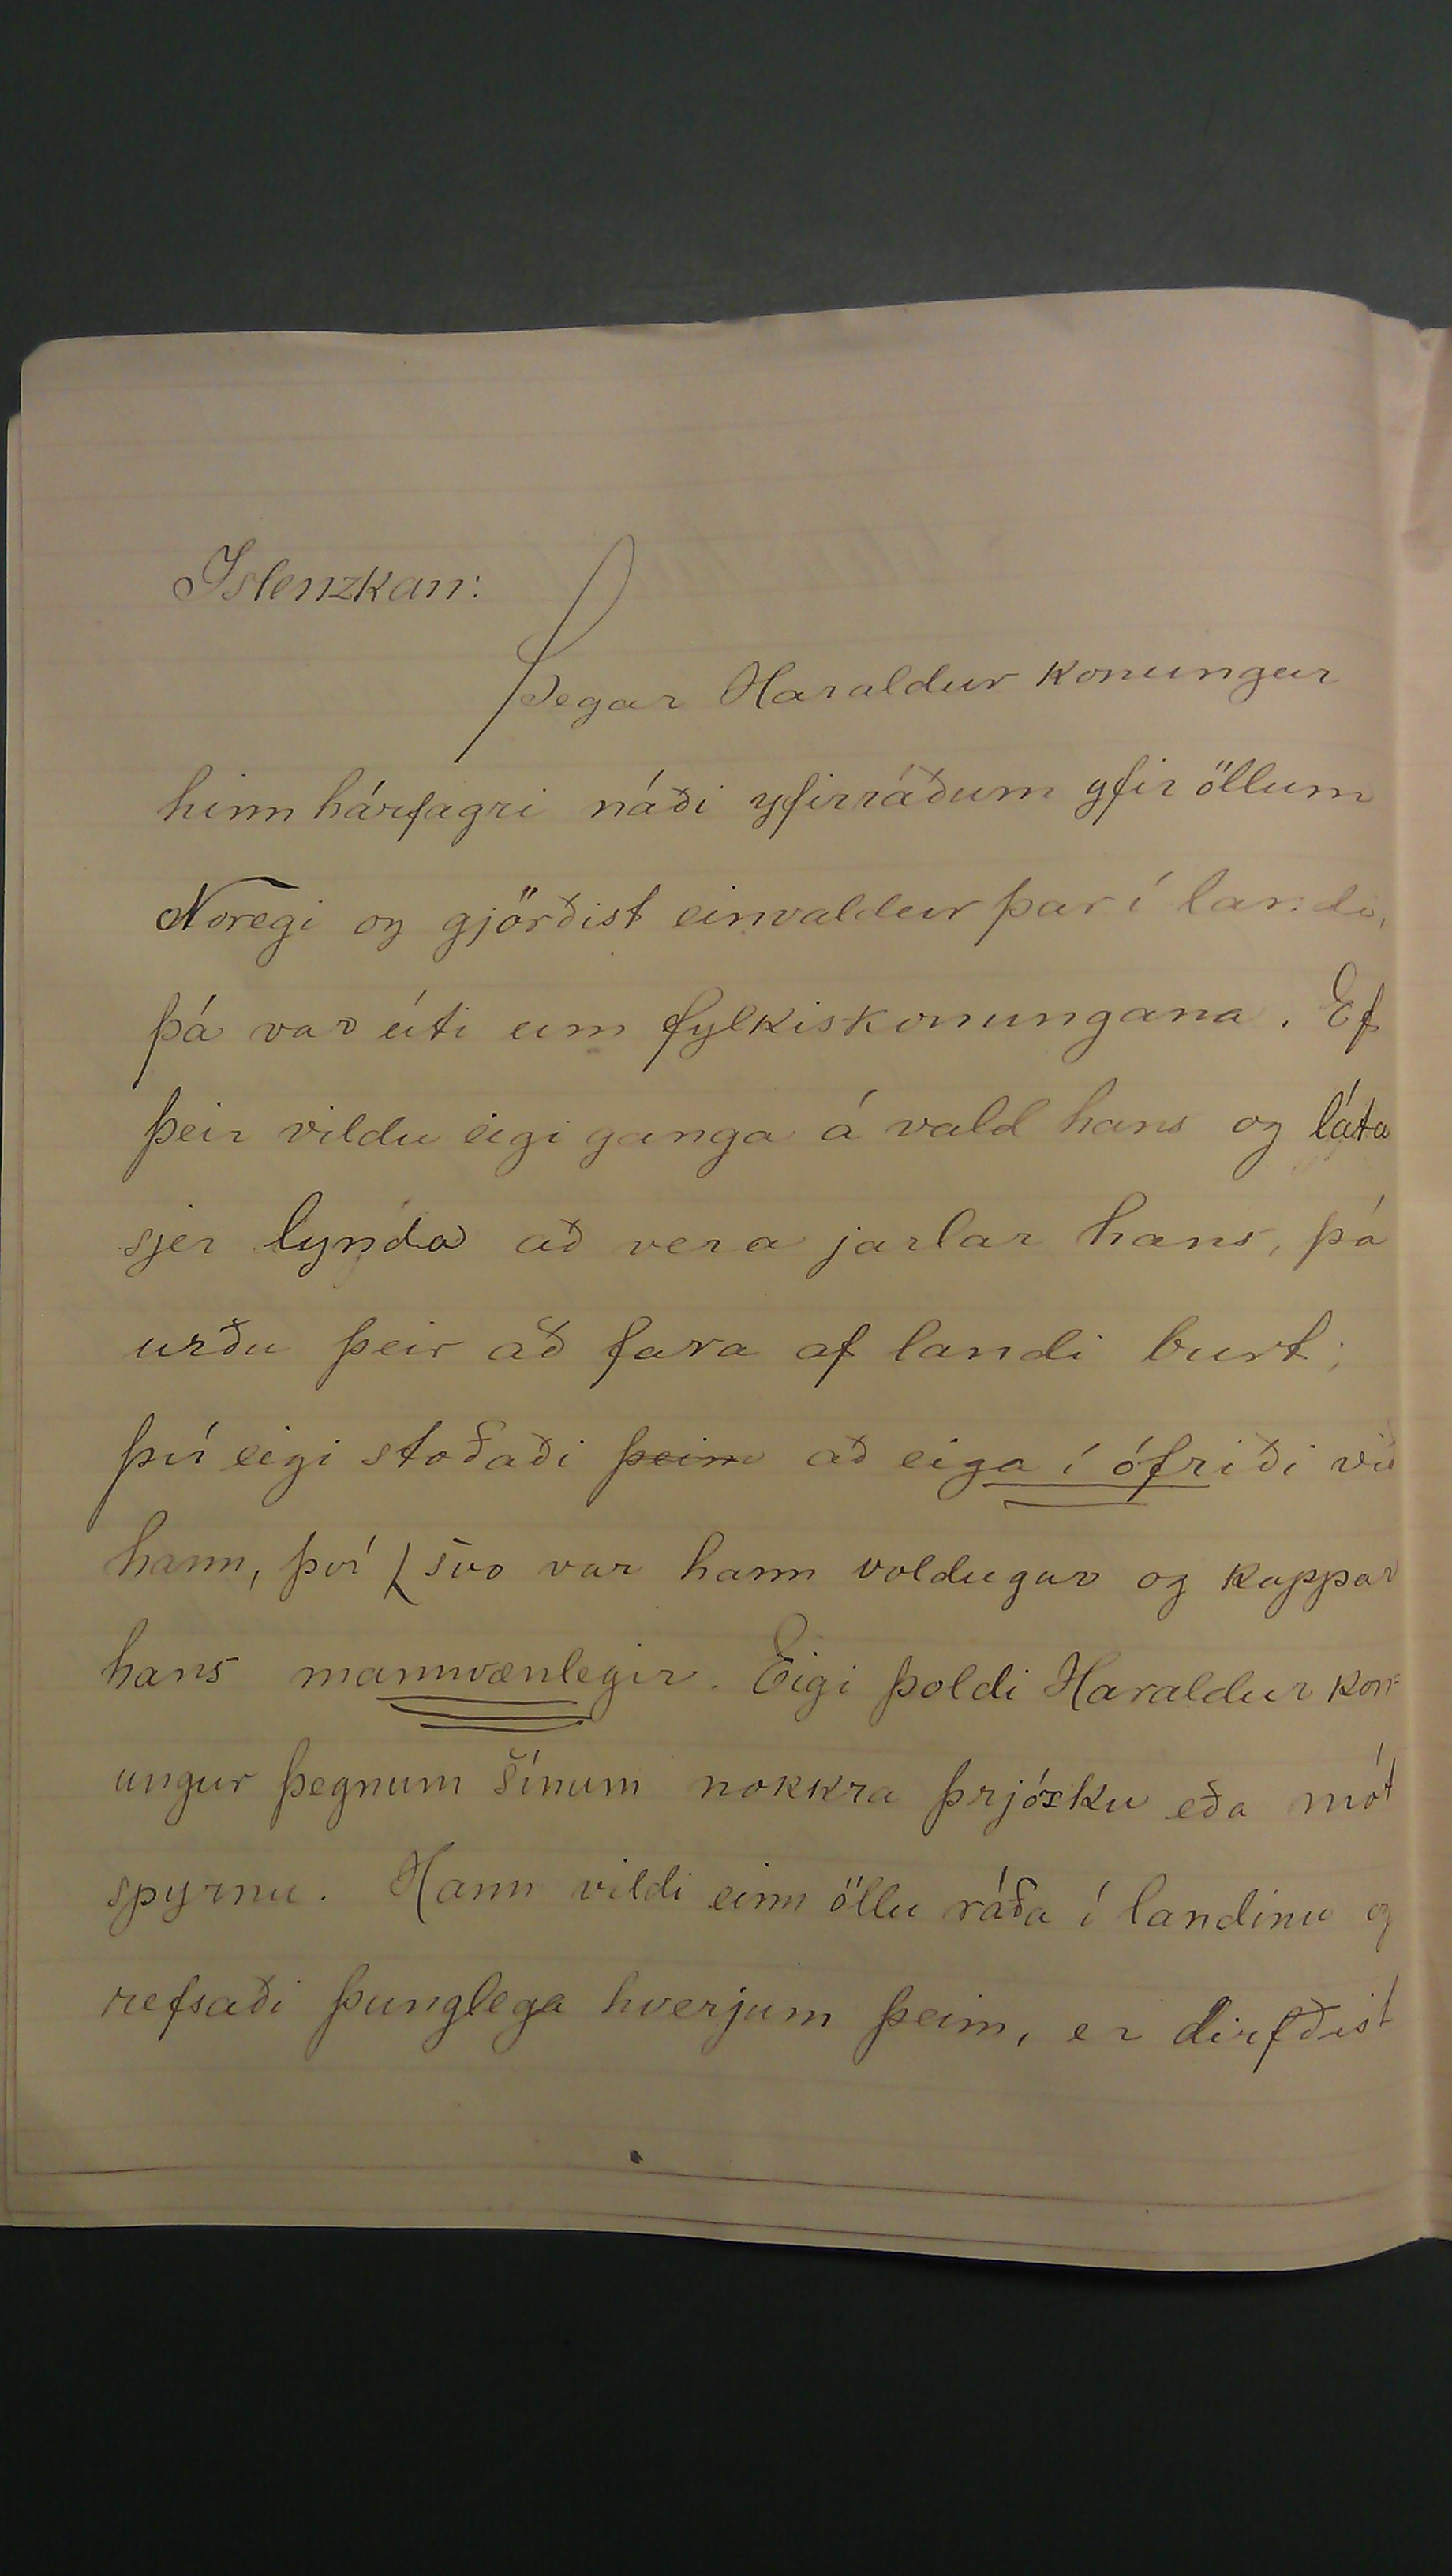 Íslenzkan:
Þegar Haraldur konungur
hinn hárfagri náði yfirráðum yfir öllum
Noregi og gjörðist einvaldur þar í landi,
þá var úti um fylkiskonungana. Ef
þeir vildu eigi ganga á vald hans og láta
sjer lynda að vera jarlar hans, þá
urðu þeir að fara af landi burt;
því eigi stoðaði þeim að eiga í ófriði við
hann, því svo var hann voldugur og kappar
hans mannvænlegir. Eigi þoldi Haraldur kon-
ungur þegnum sínum nokkra þrjózku eða mót
spyrnu. Hann vildi einn öllu ráða í landinu og
refsaði þunglega hverjum þeim, er dirfðist